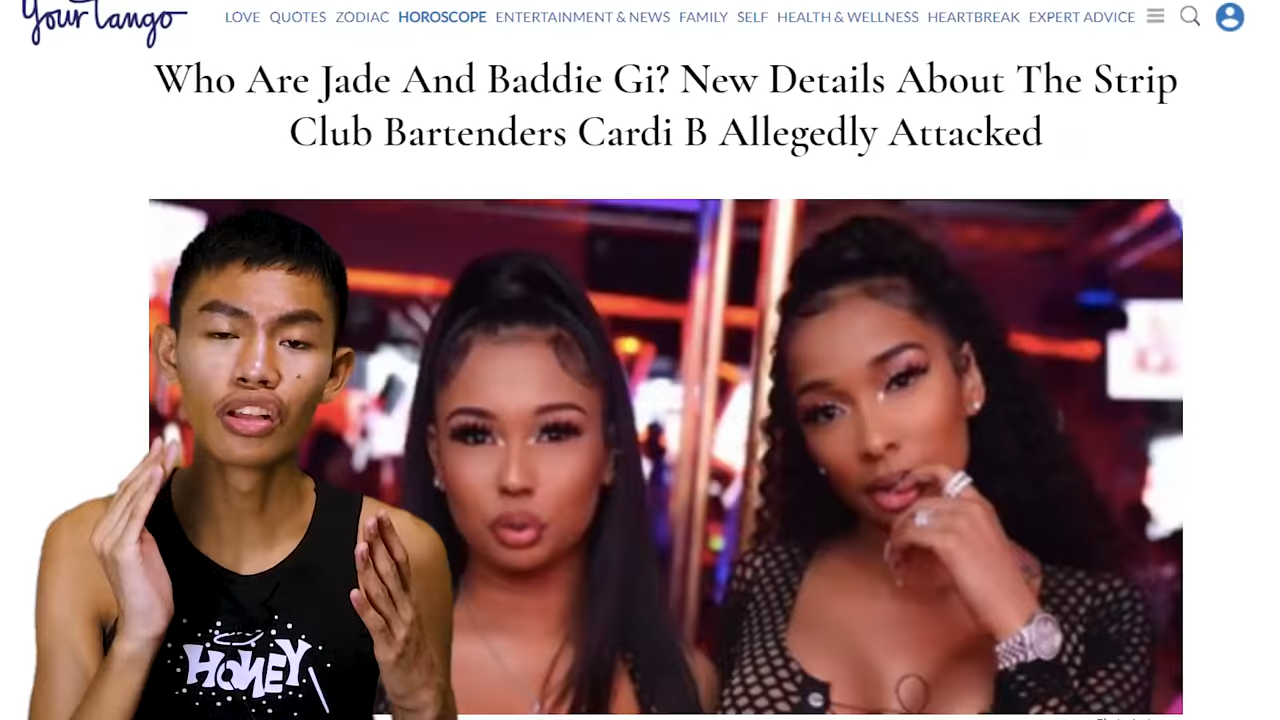 YourTango
LOVE QUOTES ZODIAC HOROSCOPE ENTERTAINMENT & NEWS FAMILY SELF HEALTH & WELLNESS HEARTBREAK EXPERT ADVICE
Who Are Jade And Baddie Gi? New Details About The Strip
Club Bartenders Cardi B Allegedly Attacked
HONEY